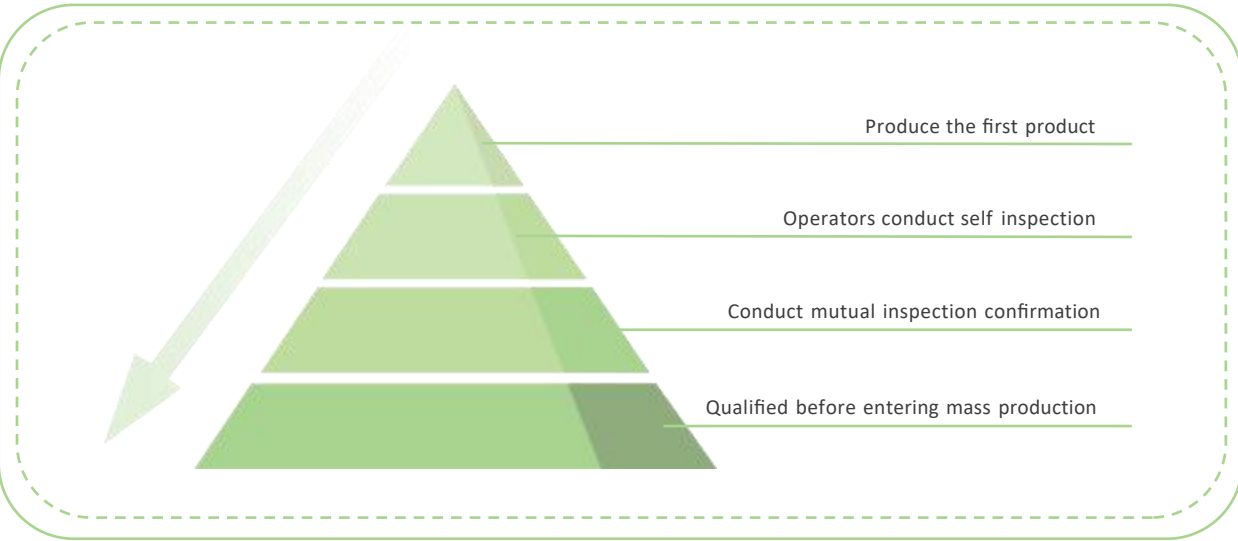 Produce the first product
Operators conduct self inspection
Conduct mutual inspection confirmation
Qualified before entering mass production